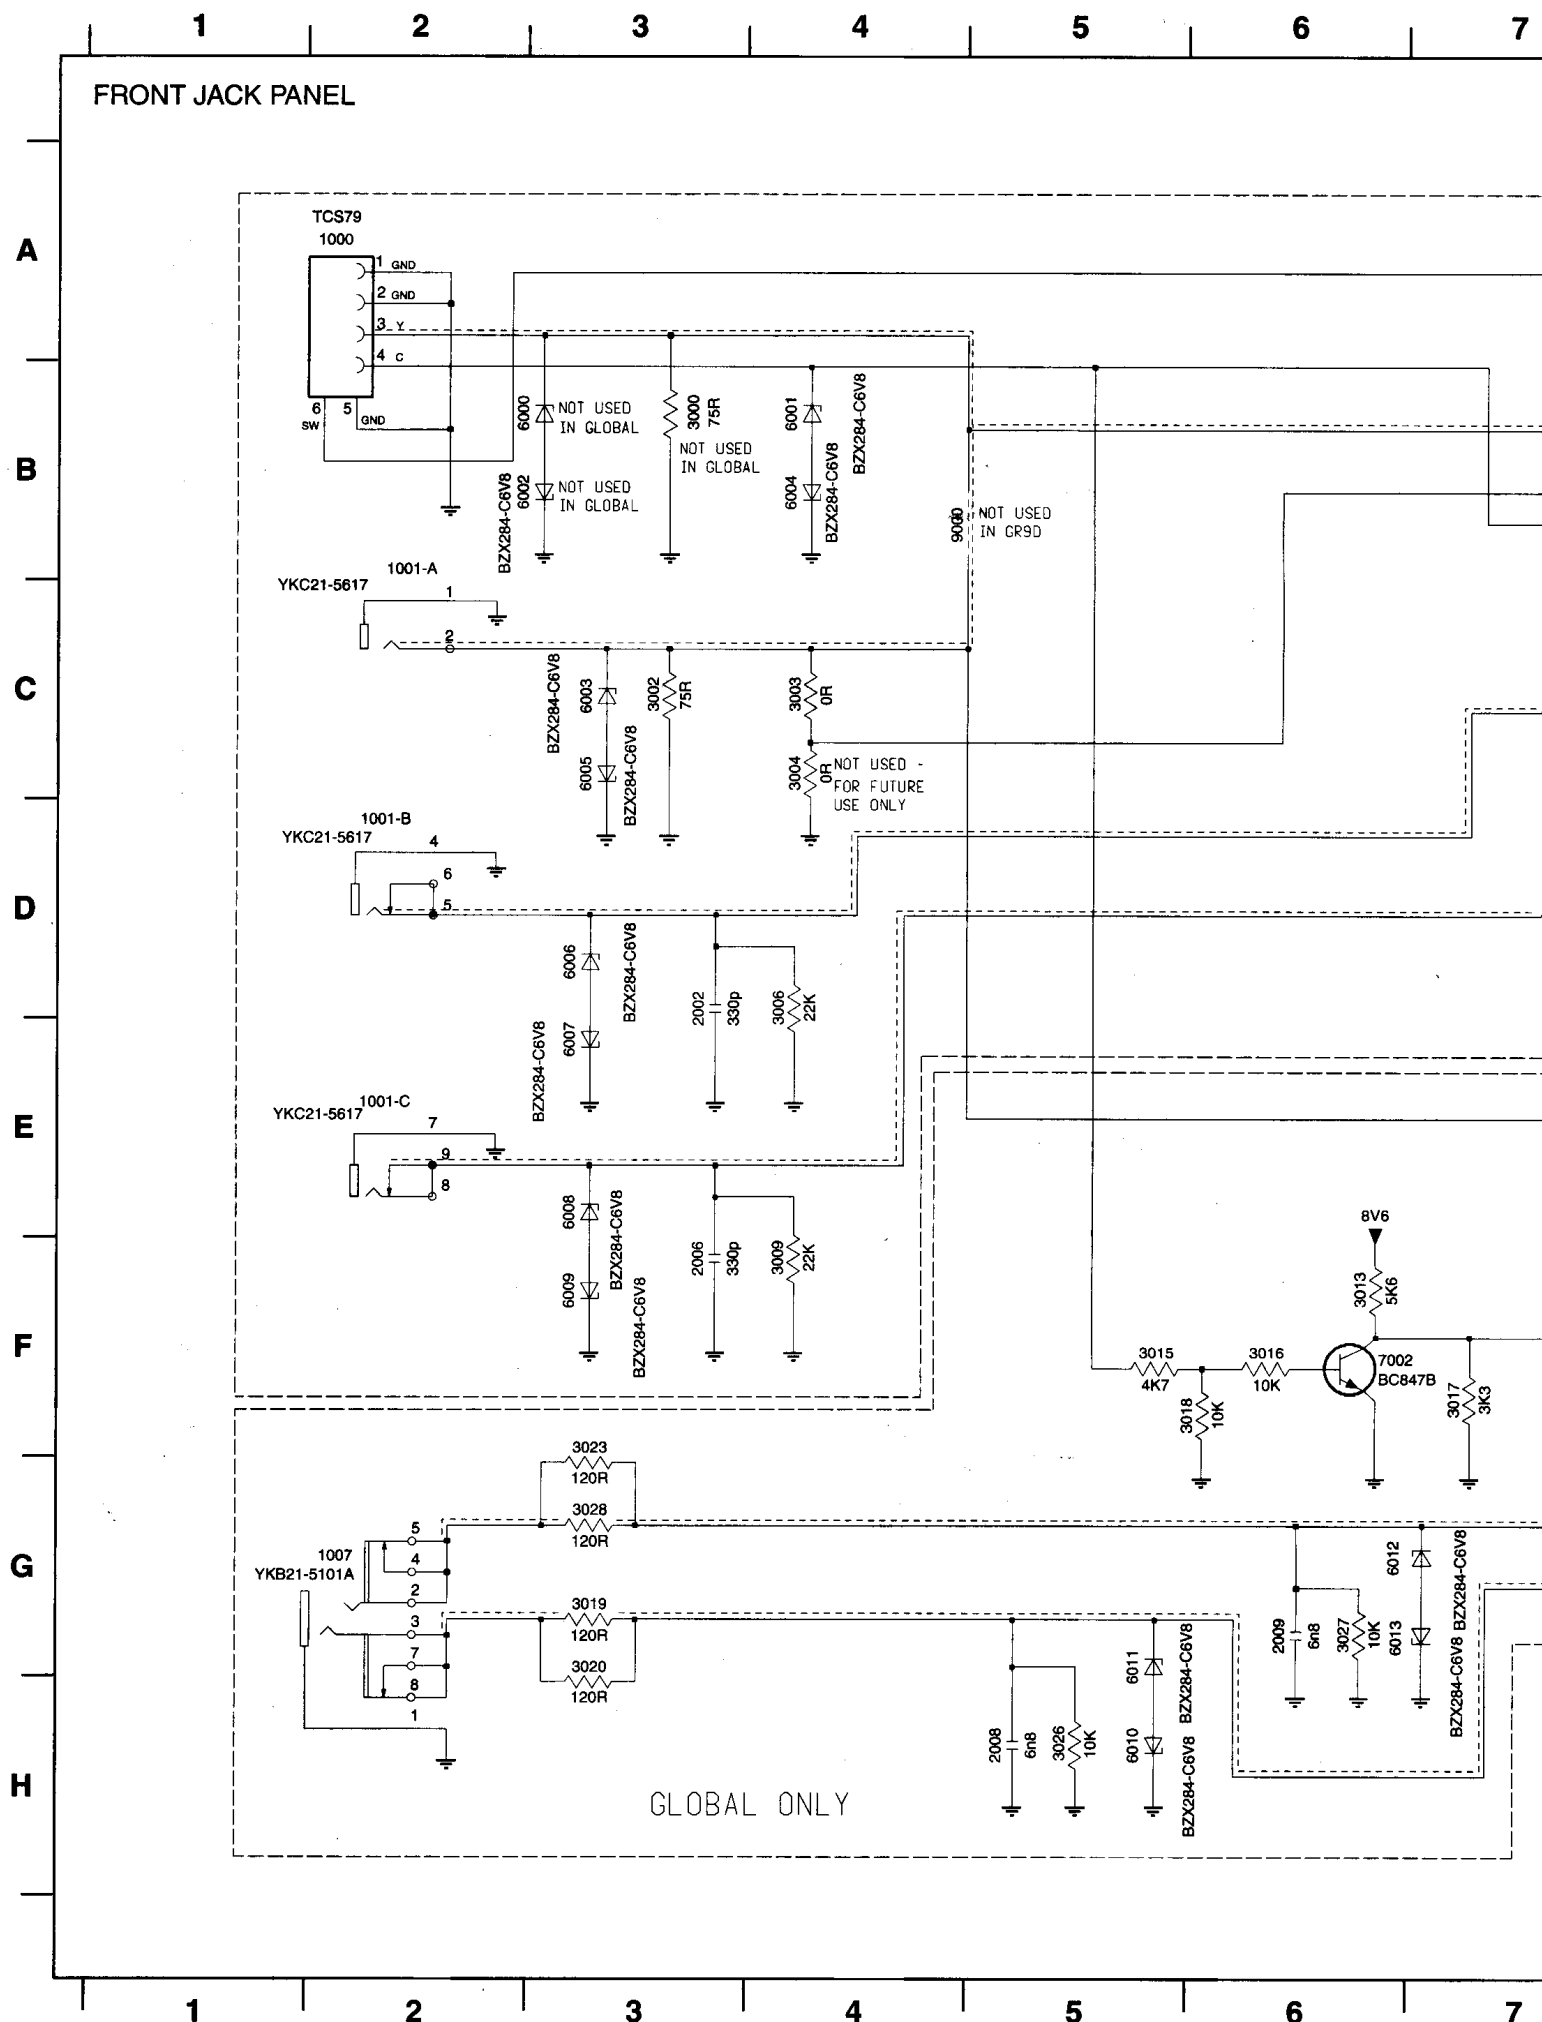 1 2 3 4 5 6 7
FRONT JACK PANEL
A
TCS79
1000
1 GND
2 GND
3 Y
4 C
6 5
SW GND
B
6000
NOT USED
IN GLOBAL
6002
BZX284-C6V8
NOT USED
IN GLOBAL
3000
75R
NOT USED
IN GLOBAL
6001
BZX284-C6V8
6004
BZX284-C6V8
9000
NOT USED
IN GR9D
1001-A
YKC21-5617
1
2
C
BZX284-C6V8
6003
6005
BZX284-C6V8
3002
75R
3003
0R
3004
0R
NOT USED -
FOR FUTURE
USE ONLY
1001-B
YKC21-5617
4
6
5
D
6006
BZX284-C6V8
6007
BZX284-C6V8
2002
330p
3006
22K
E
1001-C
YKC21-5617
7
9
8
6008
BZX284-C6V8
6009
BZX284-C6V8
2006
330p
3009
22K
8V6
3013
5K6
F
3015
4K7
3016
10K
7002
BC847B
3018
10K
3017
3K3
3023
120R
3028
120R
G
1007
YKB21-5101A
5
4
2
3
7
8
1
3019
120R
3020
120R
6012
BZX284-C6V8
6013
BZX284-C6V8
2009
6n8
3027
10K
6011
BZX284-C6V8
6010
BZX284-C6V8
2008
6n8
3026
10K
H
GLOBAL ONLY
1 2 3 4 5 6 7